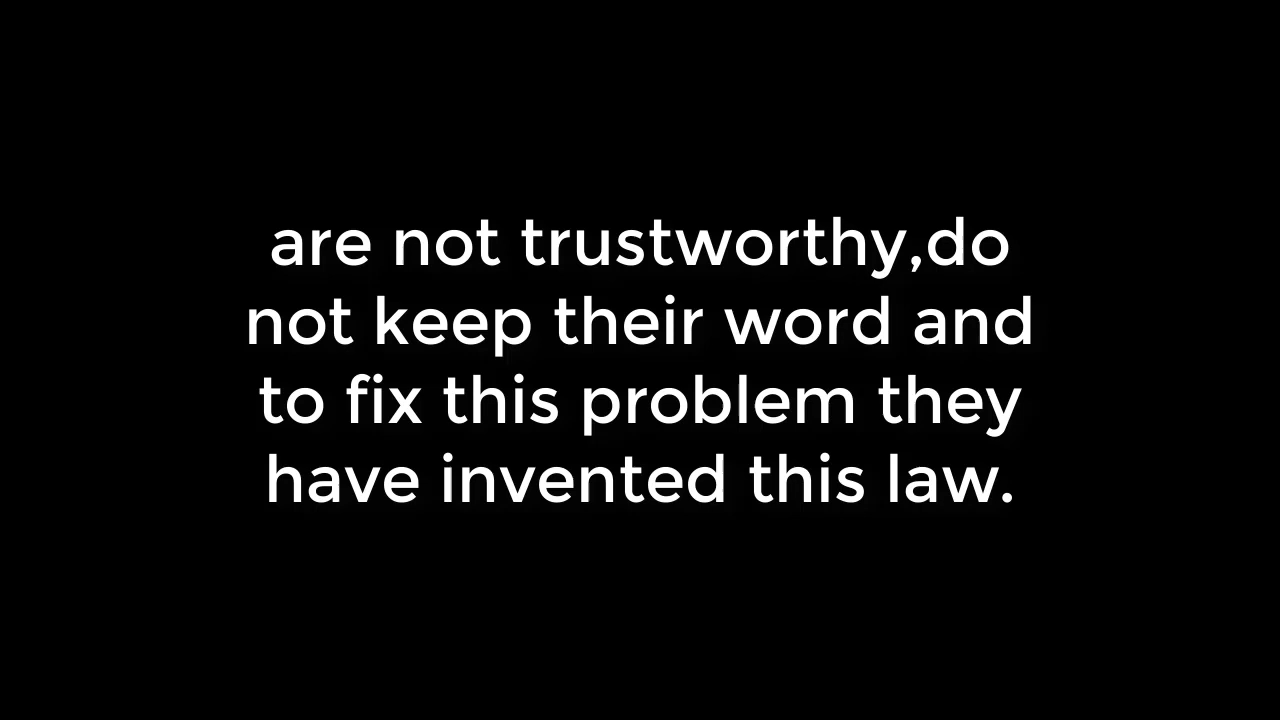 are not trustworthy,do
not keep their word and
to fix this problem they
have invented this law.